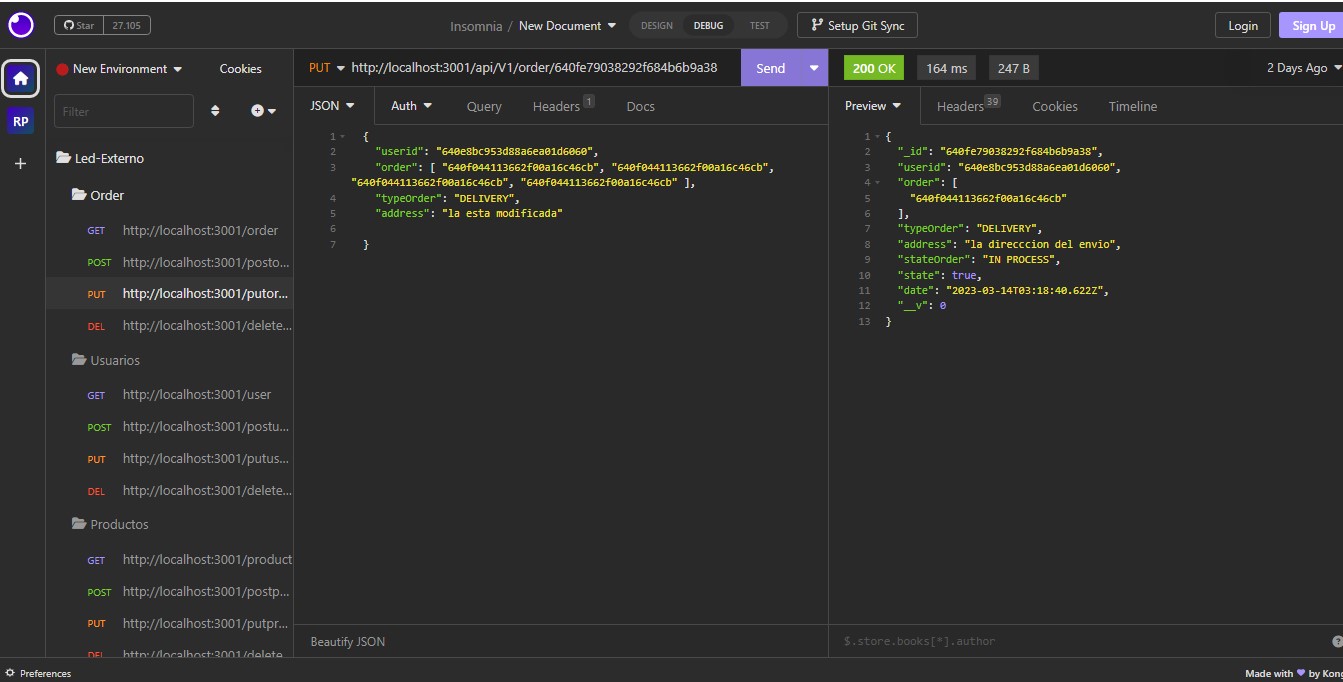 Star 27.105
Insomnia / New Document
DESIGN DEBUG TEST
Setup Git Sync
Login
Sign Up
New Environment
Cookies
Filter
RP
Led-Externo
Order
GET http://localhost:3001/order
POST http://localhost:3001/posto...
PUT http://localhost:3001/putor...
DEL http://localhost:3001/delete...
Usuarios
GET http://localhost:3001/user
POST http://localhost:3001/postu...
PUT http://localhost:3001/putus...
DEL http://localhost:3001/delete...
Productos
GET http://localhost:3001/product
POST http://localhost:3001/postp...
PUT http://localhost:3001/putpr...
DEL http://localhost:3001/delete
PUT http://localhost:3001/api/V1/order/640fe79038292f684b6b9a38
Send
JSON Auth Query Headers 1 Docs
1 {
2 "userid": "640e8bc953d88a6ea01d6060",
3 "order": [ "640f044113662f00a16c46cb", "640f044113662f00a16c46cb",
"640f044113662f00a16c46cb", "640f044113662f00a16c46cb" ],
4 "typeOrder": "DELIVERY",
5 "address": "la esta modificada"
6
7 }
Beautify JSON
200 OK 164 ms 247 B 2 Days Ago
Preview Headers 39 Cookies Timeline
1 {
2 "_id": "640fe79038292f684b6b9a38",
3 "userid": "640e8bc953d88a6ea01d6060",
4 "order": [
5 "640f044113662f00a16c46cb"
6 ],
7 "typeOrder": "DELIVERY",
8 "address": "la direcccion del envio",
9 "stateOrder": "IN PROCESS",
10 "state": true,
11 "date": "2023-03-14T03:18:40.622Z",
12 "__v": 0
13 }
$.store.books[*].author
Preferences
Made with ♥ by Kon